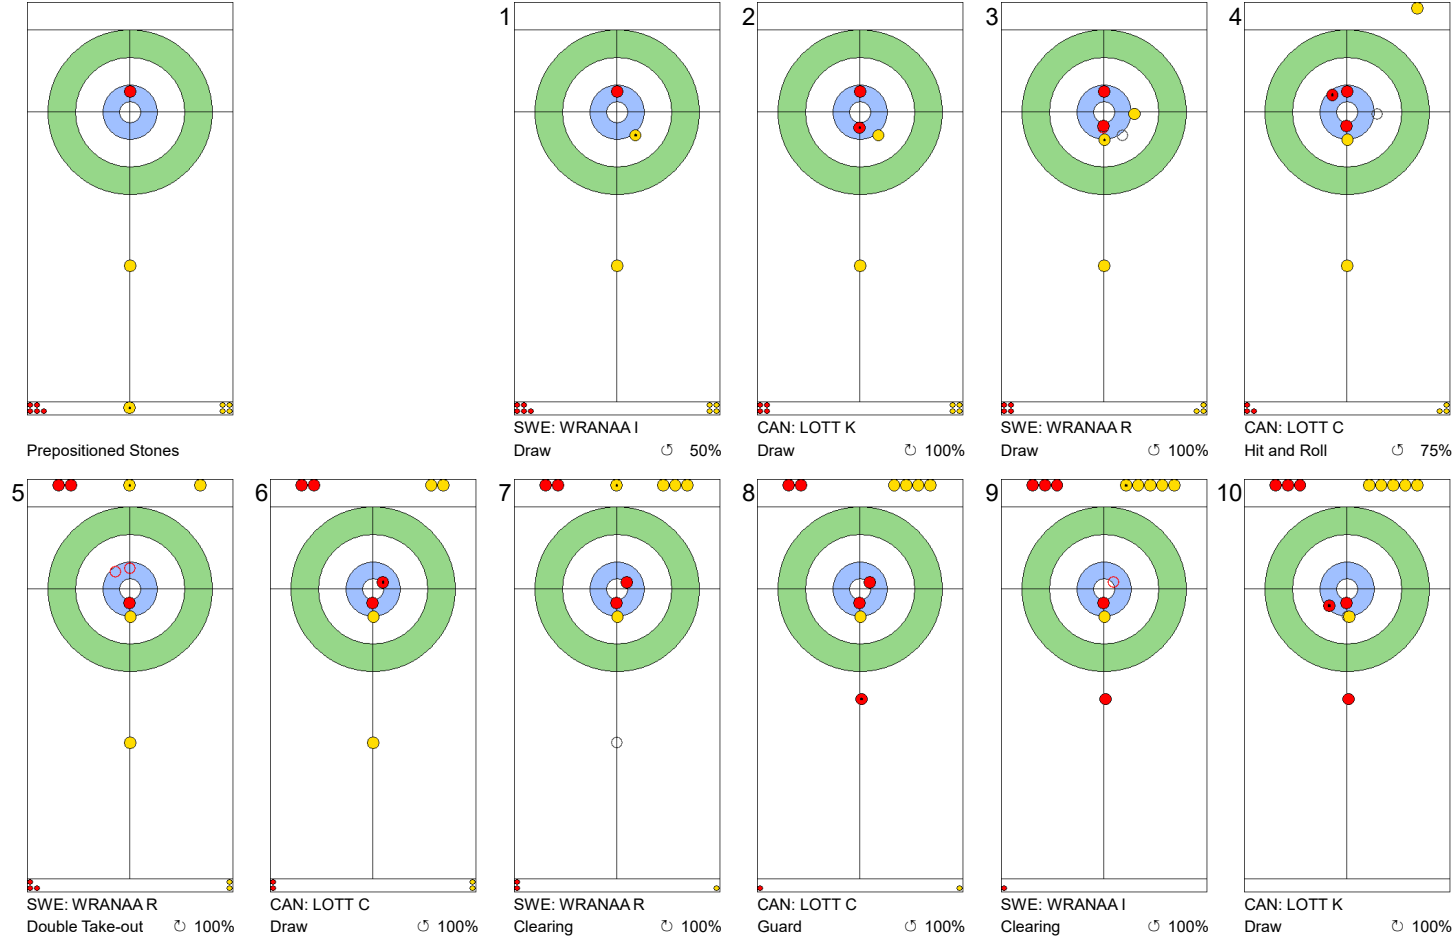 1
2
3
4
Prepositioned Stones
SWE: WRANAA I
Draw 50%
CAN: LOTT K
Draw 100%
SWE: WRANAA R
Draw 100%
CAN: LOTT C
Hit and Roll 75%
5
6
7
8
9
10
SWE: WRANAA R
Double Take-out 100%
CAN: LOTT C
Draw 100%
SWE: WRANAA R
Clearing 100%
CAN: LOTT C
Guard 100%
SWE: WRANAA I
Clearing 100%
CAN: LOTT K
Draw 100%